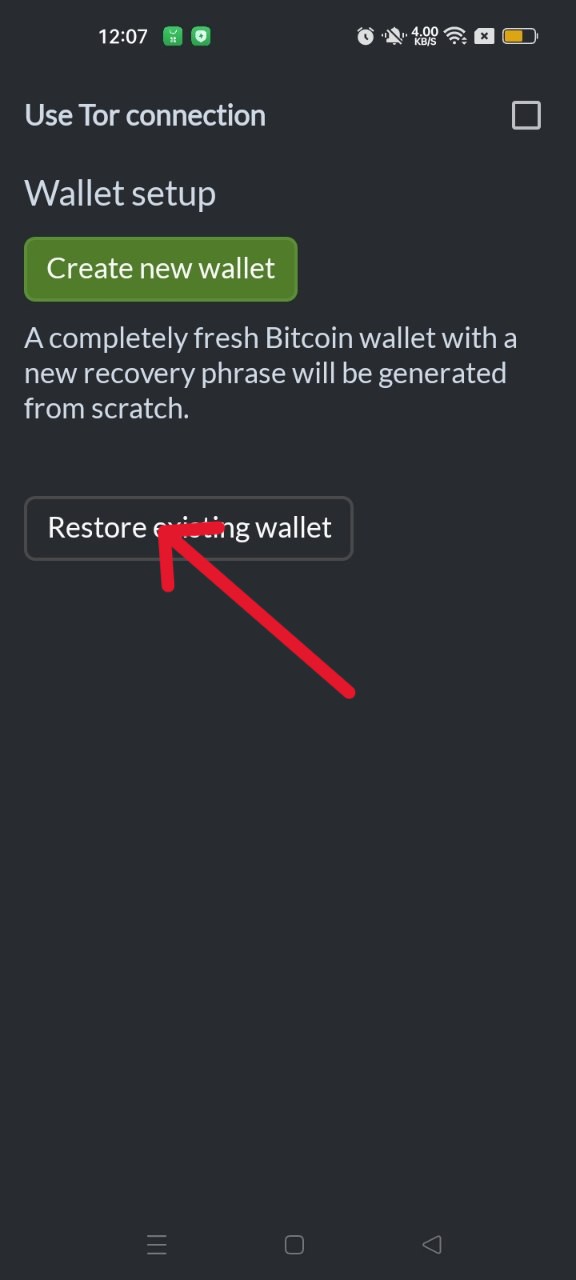 12:07
4.00
KB/S
Use Tor connection
Wallet setup
Create new wallet
A completely fresh Bitcoin wallet with a
new recovery phrase will be generated
from scratch.
Restore existing wallet